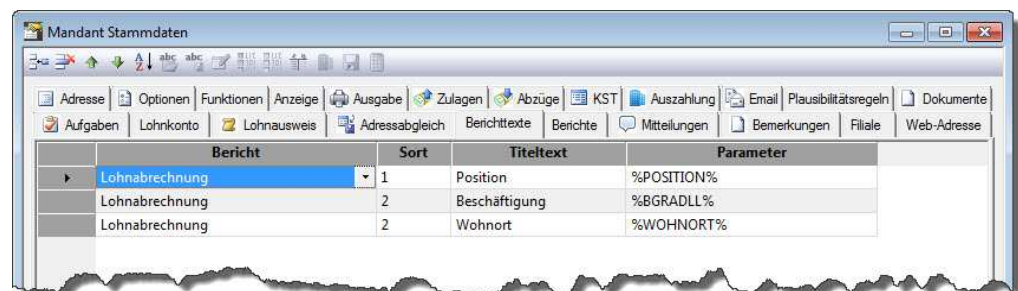 Mandant Stammdaten
Adresse Optionen Funktionen Anzeige Ausgabe Zulagen Abzüge KST Auszahlung Email Plausibilitätsregeln Dokumente
Aufgaben Lohnkonto Lohnausweis Adressabgleich Berichttexte Berichte Mitteilungen Bemerkungen Filiale Web-Adresse
Bericht Sort Titeltext Parameter
Lohnabrechnung 1 Position %POSITION%
Lohnabrechnung 2 Beschäftigung %BGRADLL%
Lohnabrechnung 2 Wohnort %WOHNORT%